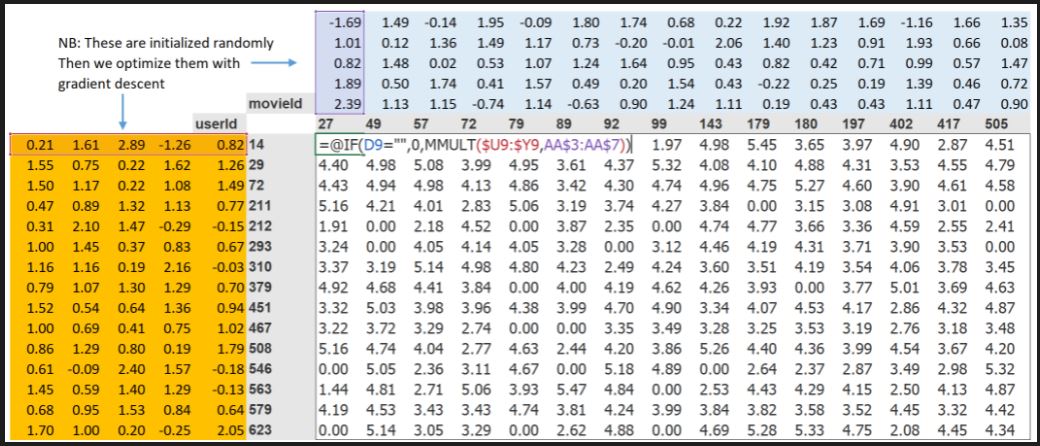 -1.69 1.49 -0.14 1.95 -0.09 1.80 1.74 0.68 0.22 1.92 1.87 1.69 -1.16 1.66 1.35
NB: These are initialized randomly 1.01 0.12 1.36 1.49 1.17 0.73 -0.20 -0.01 2.06 1.40 1.23 0.91 1.93 0.66 0.08
Then we optimize them with 0.82 1.48 0.02 0.53 1.07 1.24 1.64 0.95 0.43 0.82 0.42 0.71 0.99 0.57 1.47
gradient descent 1.89 0.50 1.74 0.41 1.57 0.49 0.20 1.54 0.43 -0.22 0.25 0.19 1.39 0.46 0.72
movieId 2.39 1.13 1.15 -0.74 1.14 -0.63 0.90 1.24 1.11 0.19 0.43 0.43 1.11 0.47 0.90
userId 27 49 57 72 79 89 92 99 143 179 180 197 402 417 505
0.21 1.61 2.89 -1.26 0.82 14 =@IF(D9="",0,MMULT($U9:$Y9,AA$3:AA$7)) 1.97 4.98 5.45 3.65 3.97 4.90 2.87 4.51
1.55 0.75 0.22 1.62 1.26 29 4.40 4.98 5.08 3.99 4.95 3.61 4.37 5.32 4.08 4.10 4.88 4.31 3.53 4.55 4.79
1.50 1.17 0.22 1.08 1.49 72 4.43 4.94 4.98 4.13 4.86 3.42 4.30 4.74 4.96 4.75 5.27 4.60 3.90 4.61 4.58
0.47 0.89 1.32 1.13 0.77 211 5.16 4.21 4.01 2.83 5.06 3.19 3.74 4.27 3.84 0.00 3.15 3.08 4.91 3.01 0.00
0.31 2.10 1.47 -0.29 -0.15 212 1.91 0.00 2.18 4.52 0.00 3.87 2.35 0.00 4.74 4.77 3.66 3.36 4.59 2.55 2.41
1.00 1.45 0.37 0.83 0.67 293 3.24 0.00 4.05 4.14 4.05 3.28 0.00 3.12 4.46 4.19 4.31 3.71 3.90 3.53 0.00
1.16 1.16 0.19 2.16 -0.03 310 3.37 3.19 5.14 4.98 4.80 4.23 2.49 4.24 3.60 3.51 4.19 3.54 4.06 3.78 3.45
0.79 1.07 1.30 1.29 0.70 379 4.92 4.68 4.41 3.84 0.00 4.00 4.19 4.62 4.26 3.93 0.00 3.77 5.01 3.69 4.63
1.52 0.54 0.64 1.36 0.94 451 3.32 5.03 3.98 3.96 4.38 3.99 4.70 4.90 3.34 4.07 4.53 4.17 2.86 4.32 4.87
1.00 0.69 0.41 0.75 1.02 467 3.22 3.72 3.29 2.74 0.00 0.00 3.35 3.49 3.28 3.25 3.53 3.19 2.76 3.18 3.48
0.86 1.29 0.80 0.19 1.79 508 5.16 4.74 4.04 2.77 4.63 2.44 4.20 3.86 5.26 4.40 4.36 3.99 4.54 3.67 4.20
0.61 -0.09 2.40 1.57 -0.18 546 0.00 5.05 2.36 3.11 4.67 0.00 5.18 4.89 0.00 2.64 2.37 2.87 3.49 2.98 5.32
1.45 0.59 1.40 1.29 -0.13 563 1.44 4.81 2.71 5.06 3.93 5.47 4.84 0.00 2.53 4.43 4.29 4.15 2.50 4.13 4.87
0.68 0.95 1.53 0.84 0.64 579 4.19 4.53 3.43 3.43 4.74 3.81 4.24 3.99 3.84 3.82 3.58 3.52 4.45 3.32 4.42
1.70 1.00 0.20 -0.25 2.05 623 0.00 5.14 3.05 3.29 0.00 2.62 4.88 0.00 4.69 5.28 5.33 4.75 2.08 4.45 4.34